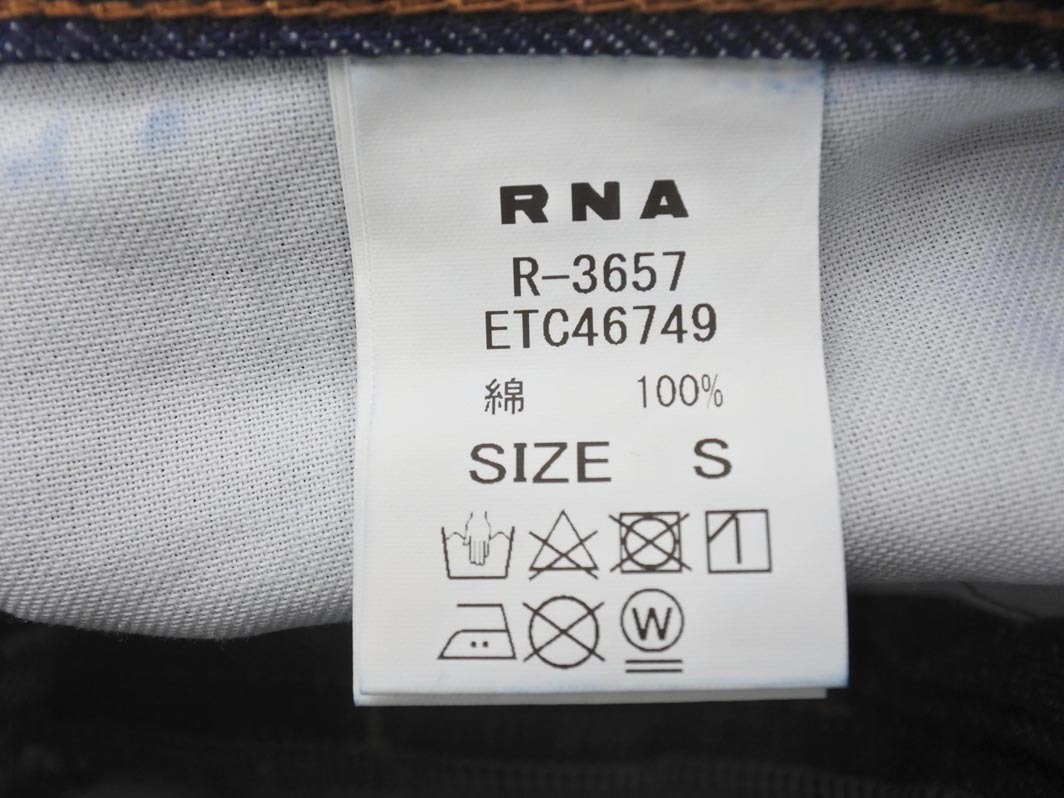 RNA
R-3657
ETC46749
綿 100%
SIZE S
W